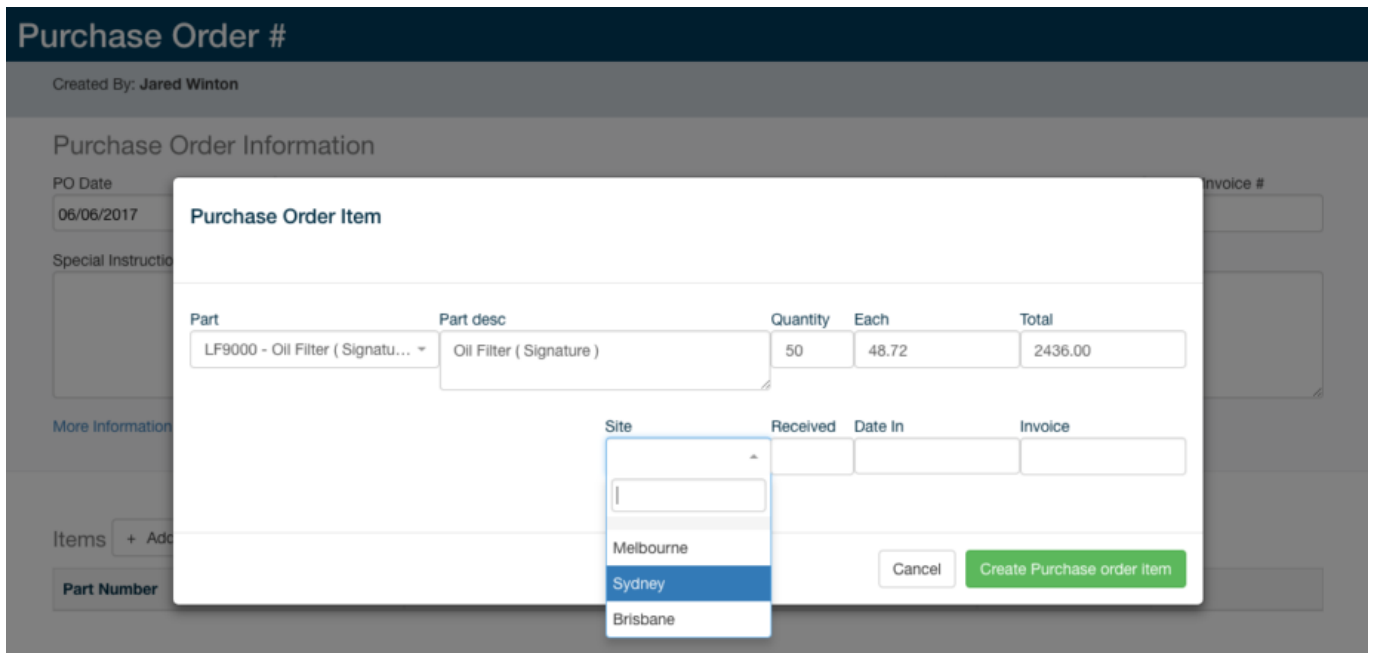 Purchase Order #
Created By: Jared Winton
Purchase Order Information
PO Date
Invoice #
06/06/2017
Purchase Order Item
Special Instructio
Part Part desc Quantity Each Total
LF9000 - Oil Filter ( Signatu... Oil Filter ( Signature ) 50 48.72 2436.00
More Information
Site Received Date In Invoice
Items + Add
Melbourne
Sydney
Brisbane
Cancel Create Purchase order item
Part Number